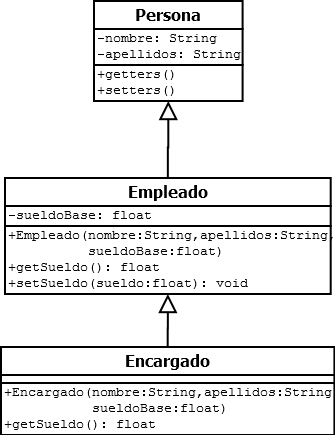 Persona
-nombre: String
-apellidos: String
+getters()
+setters()
Empleado
-sueldoBase: float
+Empleado(nombre:String,apellidos:String,
sueldoBase:float)
+getSueldo(): float
+setSueldo(sueldo:float): void
Encargado
+Encargado(nombre:String,apellidos:String
sueldoBase:float)
+getSueldo(): float